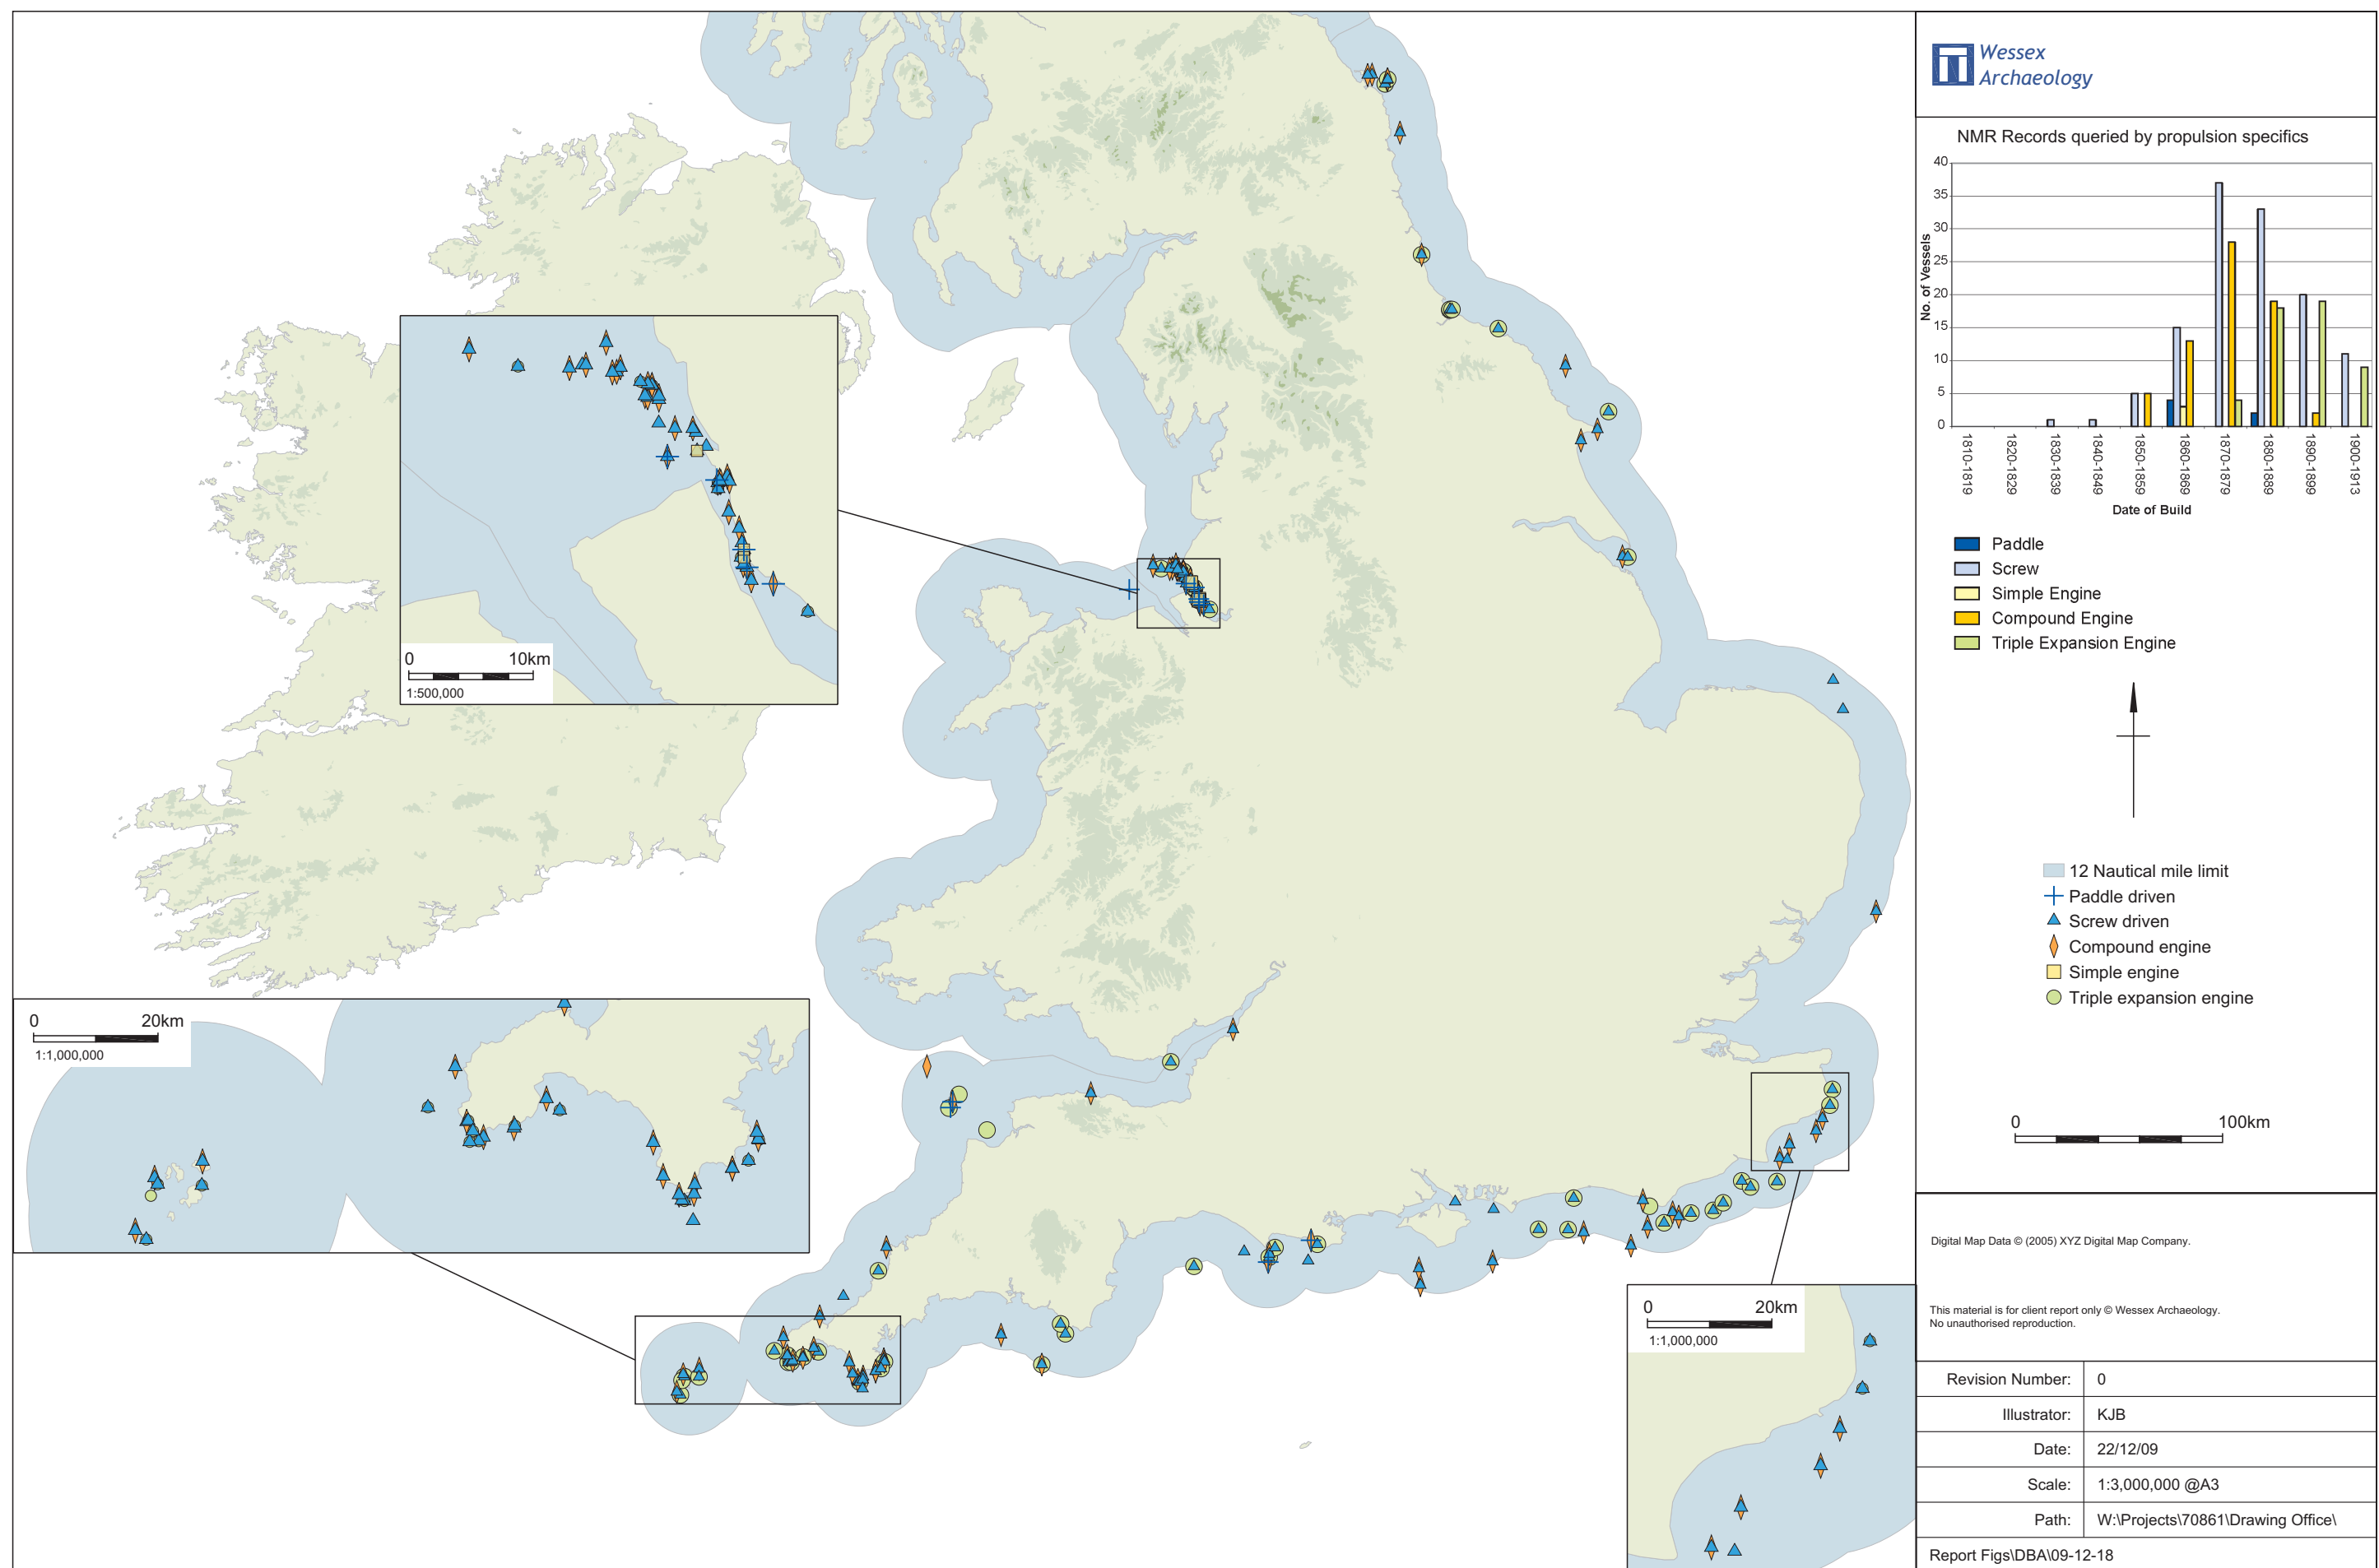 Wessex
Archaeology
NMR Records queried by propulsion specifics
40
35
30
25
20
15
10
5
0
No. of Vessels
1810-1819
1820-1829
1830-1839
1840-1849
1850-1859
1860-1869
1870-1879
1880-1889
1890-1899
1900-1913
Date of Build
Paddle
Screw
Simple Engine
Compound Engine
Triple Expansion Engine
12 Nautical mile limit
Paddle driven
Screw driven
Compound engine
Simple engine
Triple expansion engine
0 100km
0 10km
1:500,000
0 20km
1:1,000,000
0 20km
1:1,000,000
Digital Map Data © (2005) XYZ Digital Map Company.
This material is for client report only © Wessex Archaeology.
No unauthorised reproduction.
Revision Number: 0
Illustrator: KJB
Date: 22/12/09
Scale: 1:3,000,000 @A3
Path: W:\Projects\70861\Drawing Office\
Report Figs\DBA\09-12-18